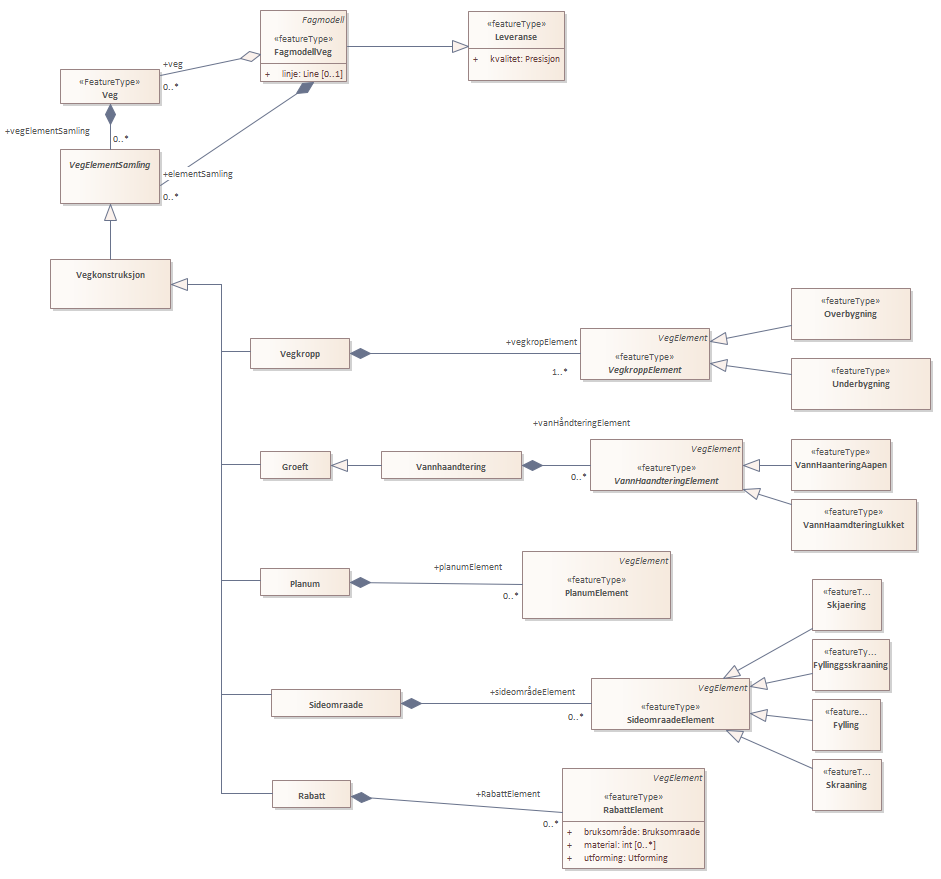 Fagmodell
«featureType»
FagmodellVeg
+ linje: Line [0..1]
«featureType»
Leveranse
+ kvalitet: Presisjon
+veg
0..*
«FeatureType»
Veg
+vegElementSamling
0..*
VegElementSamling
+elementSamling
0..*
Vegkonstruksjon
Vegkropp
+vegkropElement
1..*
VegElement
«featureType»
VegkroppElement
«featureType»
Overbygning
«featureType»
Underbygning
Groeft
Vannhaandtering
+vanHåndteringElement
0..*
VegElement
«featureType»
VannHaandteringElement
«featureType»
VannHaanteringAapen
«featureType»
VannHaamdteringLukket
Planum
+planumElement
0..*
VegElement
«featureType»
PlanumElement
«featureT...
Skjaering
«featureTy...
Fyllinggsskraaning
«feature...
Fylling
«featureT...
Skraaning
Sideomraade
+sideområdeElement
0..*
VegElement
«featureType»
SideomraadeElement
Rabatt
+RabattElement
0..*
VegElement
«featureType»
RabattElement
+ bruksområde: Bruksomraade
+ material: int [0..*]
+ utforming: Utforming